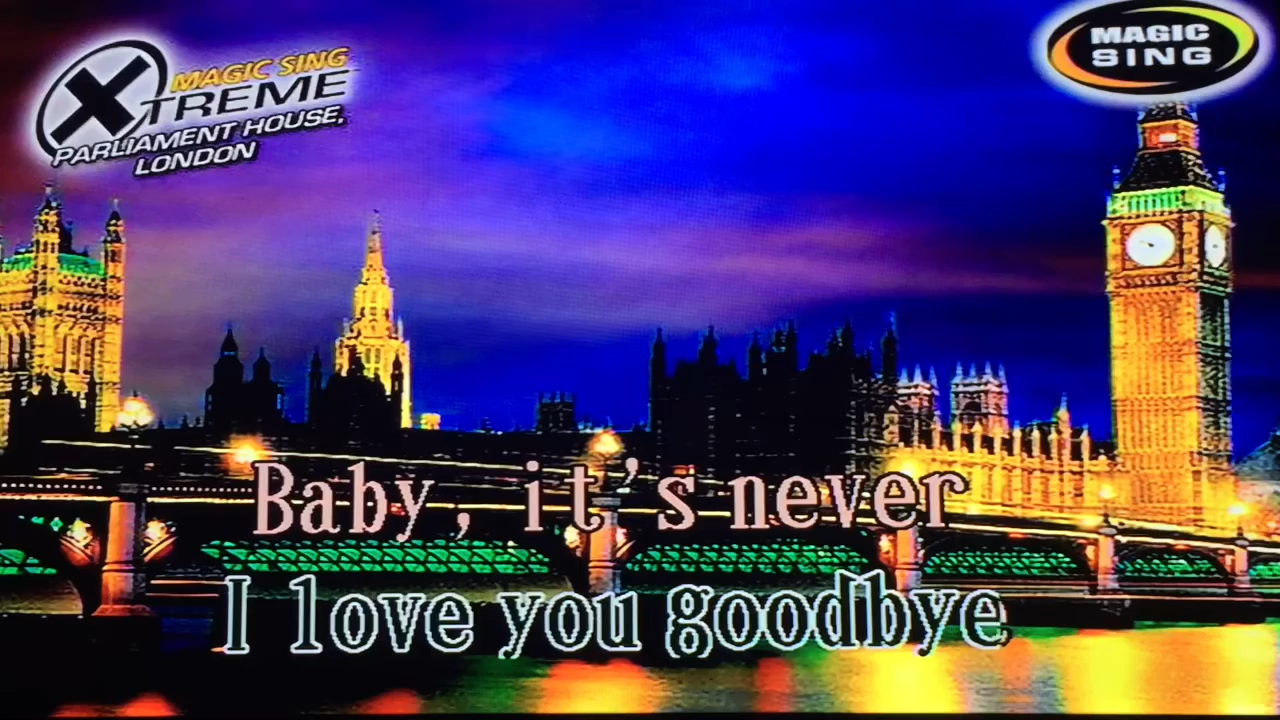 MAGIC SING
XTREME
PARLIAMENT HOUSE,
LONDON
MAGIC
SING
Baby, it's never
I love you goodbye